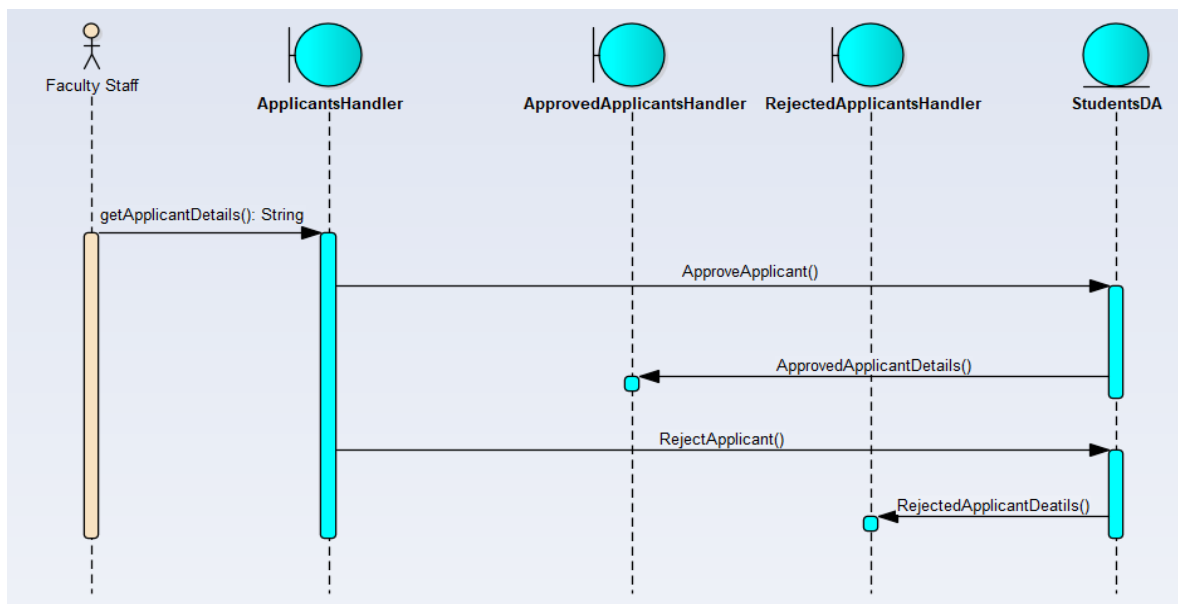 Faculty Staff
ApplicantsHandler
ApprovedApplicantsHandler
RejectedApplicantsHandler
StudentsDA
getApplicantDetails(): String
ApproveApplicant()
ApprovedApplicantDetails()
RejectApplicant()
RejectedApplicantDeatils()